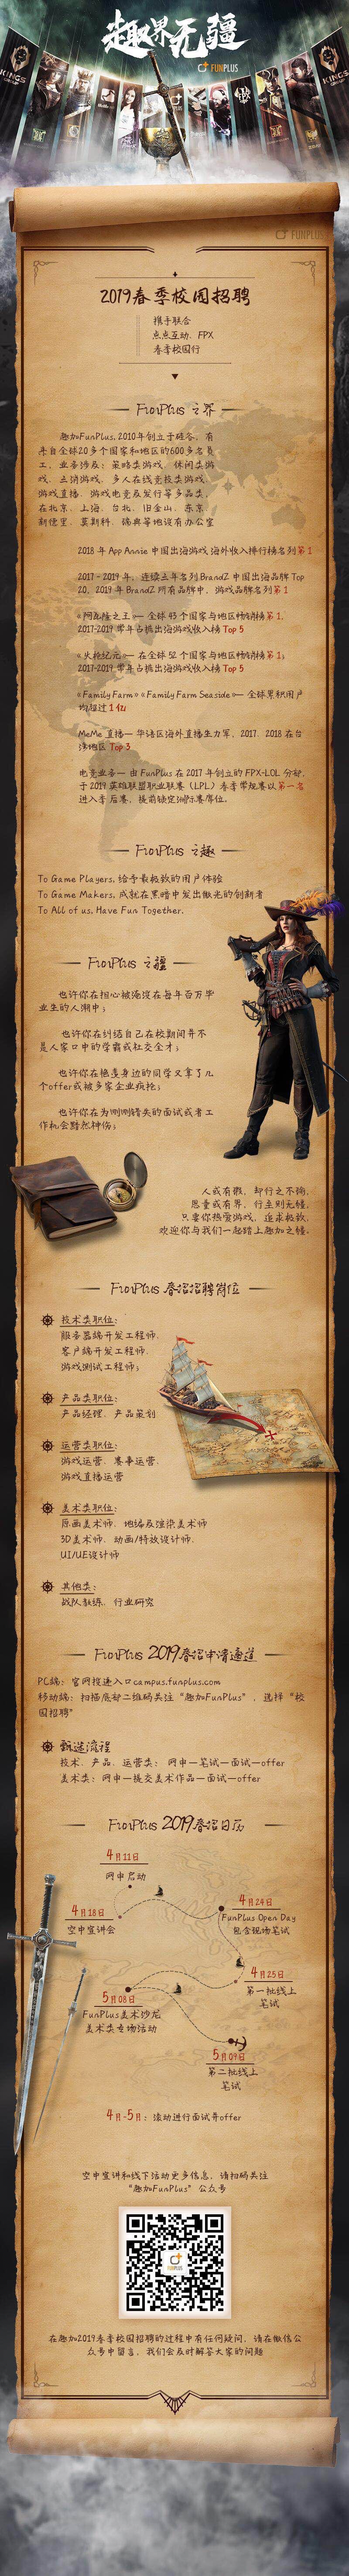 趣界无疆
FUNPLUS
KINGS
KINGS
FUNPLUS
2019春季校园招聘
携手联合
点点互动、FPX
春季校园行
FunPlus 之界
趣加FunPlus, 2010年创立于硅谷, 有
来自全球20多个国家和地区的600多名员
工。业务涉及: 策略类游戏、休闲类游
戏、主消游戏、多人在线竞技类游戏、
游戏直播、游戏电竞及发行等多品类。
在北京、上海、台北、旧金山、东京、
新德里、莫斯科、瑞典等地设有办公室
2018 年 App Annie 中国出海游戏 海外收入排行榜名列第 1
2017 - 2019 年, 连续三年名列 BrandZ 中国出海品牌 Top
20, 2019 年 BrandZ 所有品牌中, 游戏品牌名列第 1
«阿瓦隆之王»— 全球 43 个国家与地区畅销榜第 1,
2017-2019 常年占据出海游戏收入榜 Top 5
«火枪纪元»— 在全球 52 个国家与地区畅销榜第 1;
2017-2019 常年占据出海游戏收入榜 Top 5
«Family Farm» «Family Farm Seaside»— 全球累积用户
均超过 1 亿
MeMe 直播— 华语区海外直播生力军, 2017、2018 在台
港地区 Top 3
电竞业务— 由 FunPlus 在 2017 年创立的 FPX-LOL 分部,
于 2019 英雄联盟职业联赛 (LPL) 春季常规赛以第一名
进入季后赛, 提前锁定洲际赛席位。
FunPlus 之趣
To Game Players, 给予最极致的用户体验
To Game Makers, 成就在黑暗中发出微光的创新者
To All of us, Have Fun Together.
FunPlus 之疆
也许你在担心被淹没在每年百万毕
业生的人潮中;
也许你在纠结自己在校期间并不
是人家口中的学霸或社交全才;
也许你在艳羡身边的同学又拿了几
个offer或被多家企业疯抢;
也许你在为刚刚错失的面试或者工
作机会黯然神伤;
人或有微, 却行之不殆,
思量或有界, 行至则无疆,
只要你热爱游戏, 追求极致,
欢迎你与我们一起踏上趣加之疆。
FunPlus 春招招聘岗位
技术类职位:
服务器端开发工程师、
客户端开发工程师、
游戏测试工程师;
产品类职位:
产品经理、产品策划
运营类职位:
游戏运营、赛事运营、
游戏直播运营
美术类职位:
原画美术师、地编及渲染美术师
3D美术师、动画/特效设计师、
UI/UE设计师
其他类:
战队教练、行业研究
FunPlus 2019春招申请通道
PC端: 官网投递入口campus.funplus.com
移动端: 扫描底部二维码关注“趣加FunPlus”, 选择“校
园招聘”
甄选流程
技术、产品、运营类: 网申—笔试—面试—offer
美术类: 网申—提交美术作品—面试—offer
FunPlus 2019春招日历
4月11日
网申启动
4月18日
空中宣讲会
4月24日
FunPlus Open Day
包含现场笔试
4月25日
第一批线上
笔试
5月08日
FunPlus美术沙龙
美术类专场活动
5月09日
第二批线上
笔试
4月-5月: 滚动进行面试并offer
空中宣讲和线下活动更多信息, 请扫码关注
“趣加FunPlus”公众号
FUNPLUS
在趣加2019春季校园招聘的过程中有任何疑问, 请在微信公
众号中留言, 我们会及时解答大家的问题